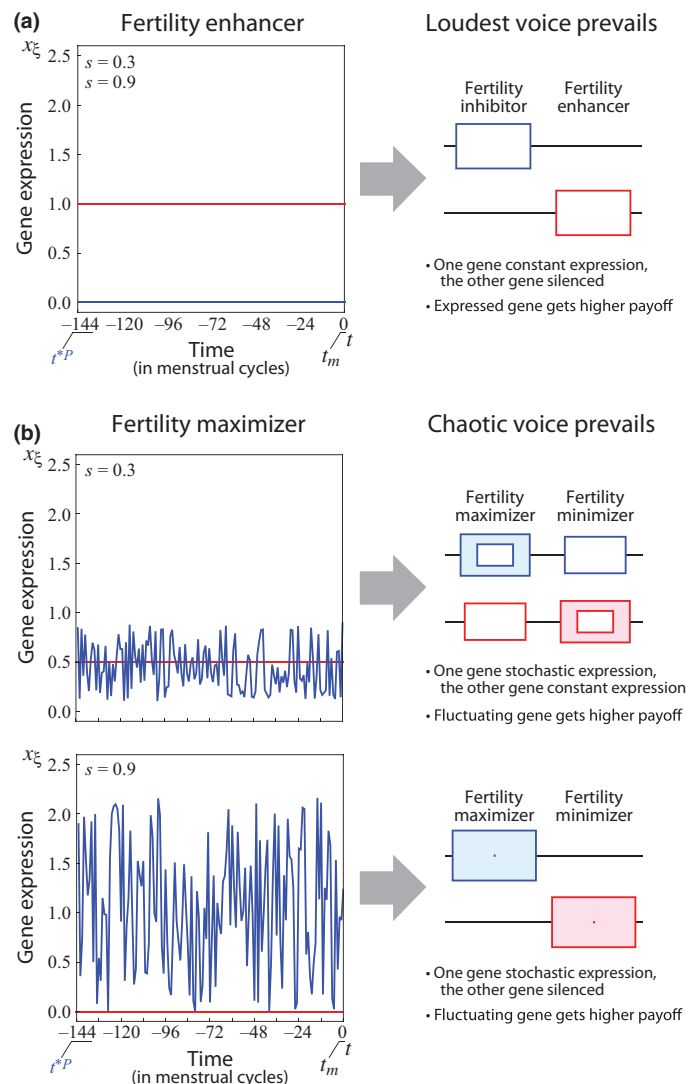 (a)
Fertility enhancer
Loudest voice prevails
xξ
2.5
2.0
1.5
1.0
0.5
0.0
s = 0.3
s = 0.9
Gene expression
−144 −120 −96 −72 −48 −24 0
t*P
Time
(in menstrual cycles)
tm
t
Fertility
inhibitor
Fertility
enhancer
• One gene constant expression,
the other gene silenced
• Expressed gene gets higher payoff
(b)
Fertility maximizer
Chaotic voice prevails
xξ
2.5
2.0
1.5
1.0
0.5
0.0
s = 0.3
Gene expression
Fertility
maximizer
Fertility
minimizer
• One gene stochastic expression,
the other gene constant expression
• Fluctuating gene gets higher payoff
xξ
2.5
2.0
1.5
1.0
0.5
0.0
s = 0.9
Gene expression
−144 −120 −96 −72 −48 −24 0
t*P
Time
(in menstrual cycles)
tm
t
Fertility
maximizer
Fertility
minimizer
• One gene stochastic expression,
the other gene silenced
• Fluctuating gene gets higher payoff